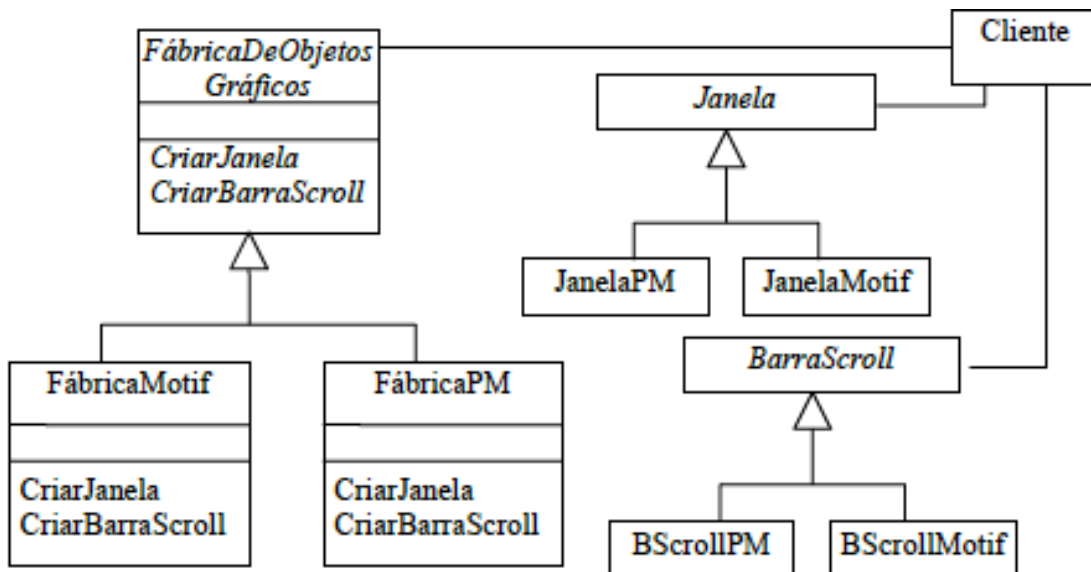 FábricaDeObjetos
Gráficos
CriarJanela
CriarBarraScroll
Cliente
Janela
JanelaPM
JanelaMotif
BarraScroll
BScrollPM
BScrollMotif
FábricaMotif
CriarJanela
CriarBarraScroll
FábricaPM
CriarJanela
CriarBarraScroll